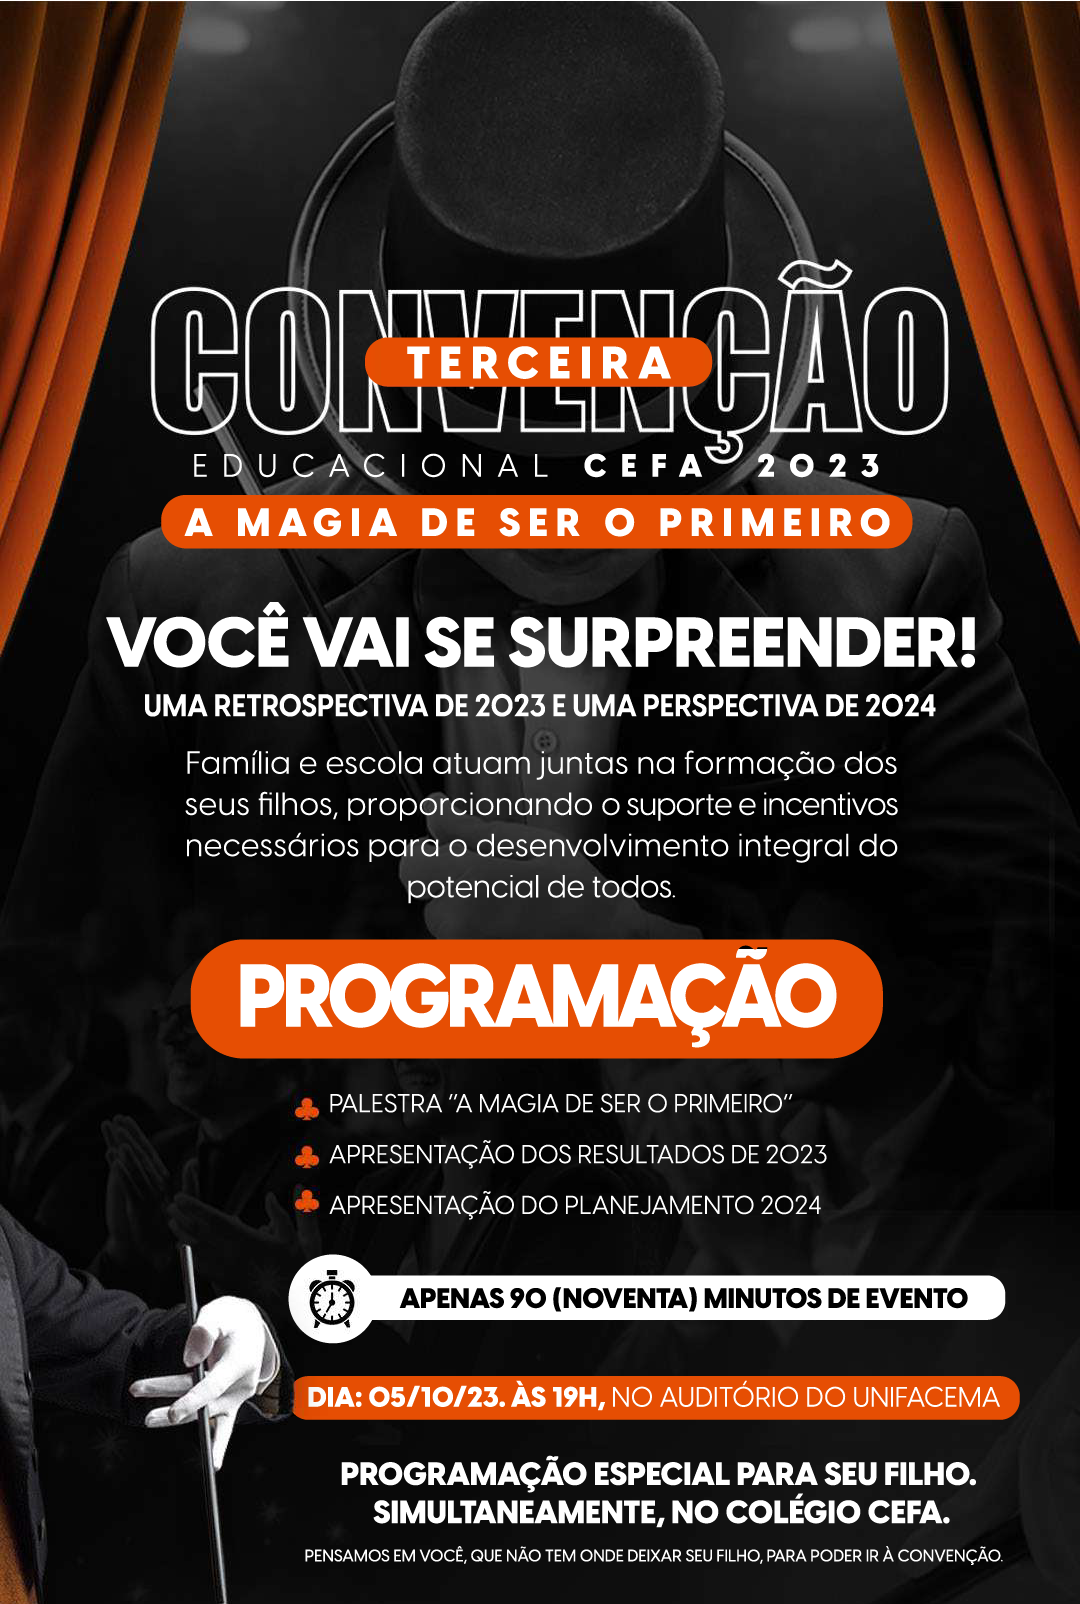 CONVENÇÃO
TERCEIRA
EDUCACIONAL CEFA 2023
A MAGIA DE SER O PRIMEIRO
VOCÊ VAI SE SURPREENDER!
UMA RETROSPECTIVA DE 2023 E UMA PERSPECTIVA DE 2024
Família e escola atuam juntas na formação dos
seus filhos, proporcionando o suporte e incentivos
necessários para o desenvolvimento integral do
potencial de todos.
PROGRAMAÇÃO
PALESTRA "A MAGIA DE SER O PRIMEIRO"
APRESENTAÇÃO DOS RESULTADOS DE 2023
APRESENTAÇÃO DO PLANEJAMENTO 2024
APENAS 90 (NOVENTA) MINUTOS DE EVENTO
DIA: 05/10/23. ÀS 19H, NO AUDITÓRIO DO UNIFACEMA
PROGRAMAÇÃO ESPECIAL PARA SEU FILHO.
SIMULTANEAMENTE, NO COLÉGIO CEFA.
PENSAMOS EM VOCÊ, QUE NÃO TEM ONDE DEIXAR SEU FILHO, PARA PODER IR À CONVENÇÃO.